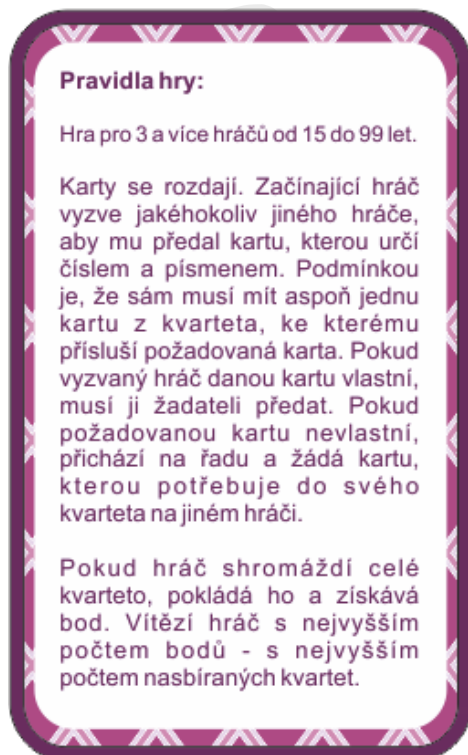 Pravidla hry:
Hra pro 3 a více hráčů od 15 do 99 let.
Karty se rozdají. Začínající hráč
vyzve jakéhokoliv jiného hráče,
aby mu předal kartu, kterou určí
číslem a písmenem. Podmínkou
je, že sám musí mít aspoň jednu
kartu z kvarteta, ke kterému
přísluší požadovaná karta. Pokud
vyzvaný hráč danou kartu vlastní,
musí ji žadateli předat. Pokud
požadovanou kartu nevlastní,
přichází na řadu a žádá kartu,
kterou potřebuje do svého
kvarteta na jiném hráči.
Pokud hráč shromáždí celé
kvarteto, pokládá ho a získává
bod. Vítězí hráč s nejvyšším
počtem bodů - s nejvyšším
počtem nasbíraných kvartet.